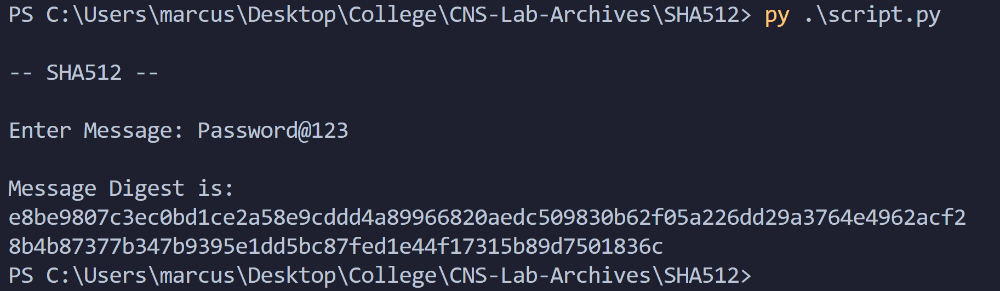 PS C:\Users\marcus\Desktop\College\CNS-Lab-Archives\SHA512> py .\script.py
-- SHA512 --
Enter Message: Password@123
Message Digest is:
e8be9807c3ec0bd1ce2a58e9cddd4a89966820aedc509830b62f05a226dd29a3764e4962acf2
8b4b87377b347b9395e1dd5bc87fed1e44f17315b89d7501836c
PS C:\Users\marcus\Desktop\College\CNS-Lab-Archives\SHA512>